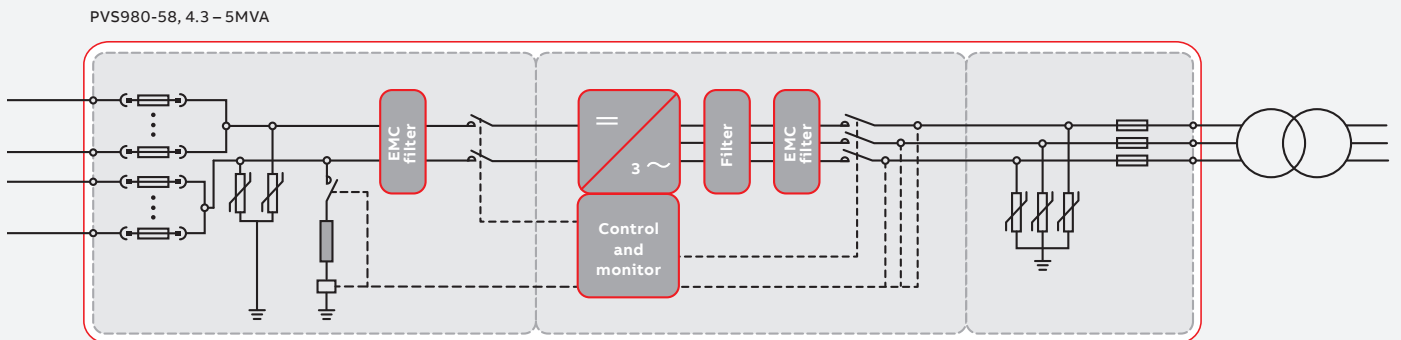 PVS980-58, 4.3 – 5MVA
EMC
filter
3
Filter
EMC
filter
Control
and
monitor